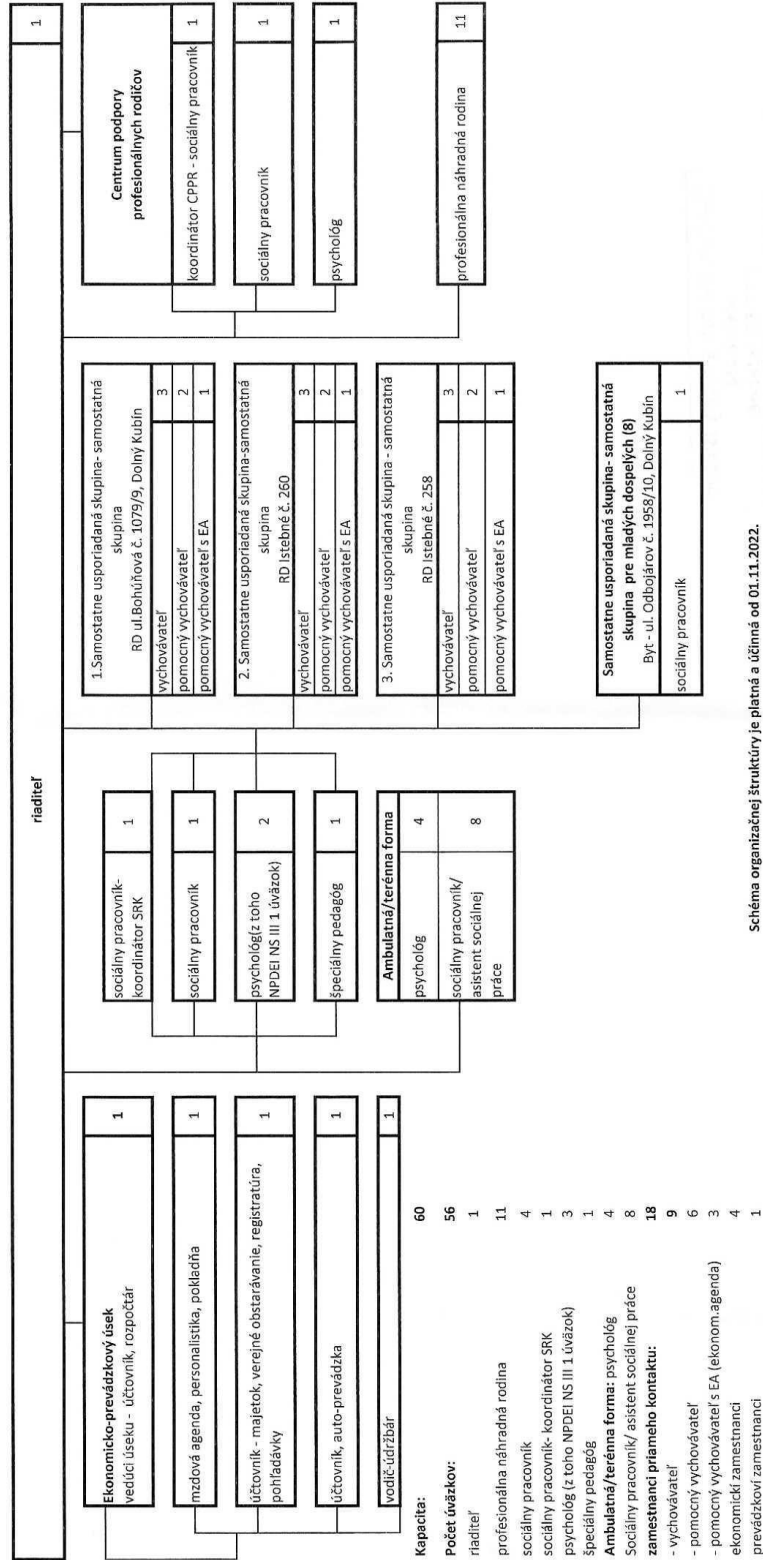 riaditeľ 1
Ekonomicko-prevádzkový úsek
vedúci úseku - účtovník, rozpočtár 1
mzdová agenda, personalistika, pokladňa 1
účtovník - majetok, verejné obstarávanie, registratúra,
pohľadávky 1
účtovník, auto-prevádzka 1
vodič-údržbár 1
sociálny pracovník-
koordinátor SRK 1
sociálny pracovník 1
psychológ(z toho
NPDEI NS III 1 úväzok) 2
špeciálny pedagóg 1
Ambulatná/terénna forma
psychológ 4
sociálny pracovník/
asistent sociálnej
práce 8
1.Samostatne usporiadaná skupina- samostatná
skupina
RD ul.Bohúňová č. 1079/9, Dolný Kubín
vychovávateľ 3
pomocný vychovávateľ 2
pomocný vychovávateľ s EA 1
2. Samostatne usporiadaná skupina-samostatná
skupina
RD Istebné č. 260
vychovávateľ 3
pomocný vychovávateľ 2
pomocný vychovávateľ s EA 1
3. Samostatne usporiadaná skupina - samostatná
skupina
RD Istebné č. 258
vychovávateľ 3
pomocný vychovávateľ 2
pomocný vychovávateľ s EA 1
Samostatne usporiadaná skupina- samostatná
skupina pre mladých dospelých (8)
Byt - ul. Odbojárov č. 1958/10, Dolný Kubín
sociálny pracovník 1
Centrum podpory
profesionálnych rodičov
koordinátor CPPR - sociálny pracovník 1
sociálny pracovník 1
psychológ 1
profesionálna náhradná rodina 11
Kapacita: 60
Počet úväzkov: 56
riaditeľ 1
profesionálna náhradná rodina 11
sociálny pracovník 4
sociálny pracovník- koordinátor SRK 1
psychológ (z toho NPDEI NS III 1 úväzok) 3
špeciálny pedagóg 1
Ambulatná/terénna forma: psychológ 4
Sociálny pracovník/ asistent sociálnej práce 8
zamestnanci priameho kontaktu: 18
- vychovávateľ 9
- pomocný vychovávateľ 6
- pomocný vychovávateľ s EA (ekonom.agenda) 3
ekonomickí zamestnanci 4
prevádzkoví zamestnanci 1
Schéma organizačnej štruktúry je platná a účinná od 01.11.2022.